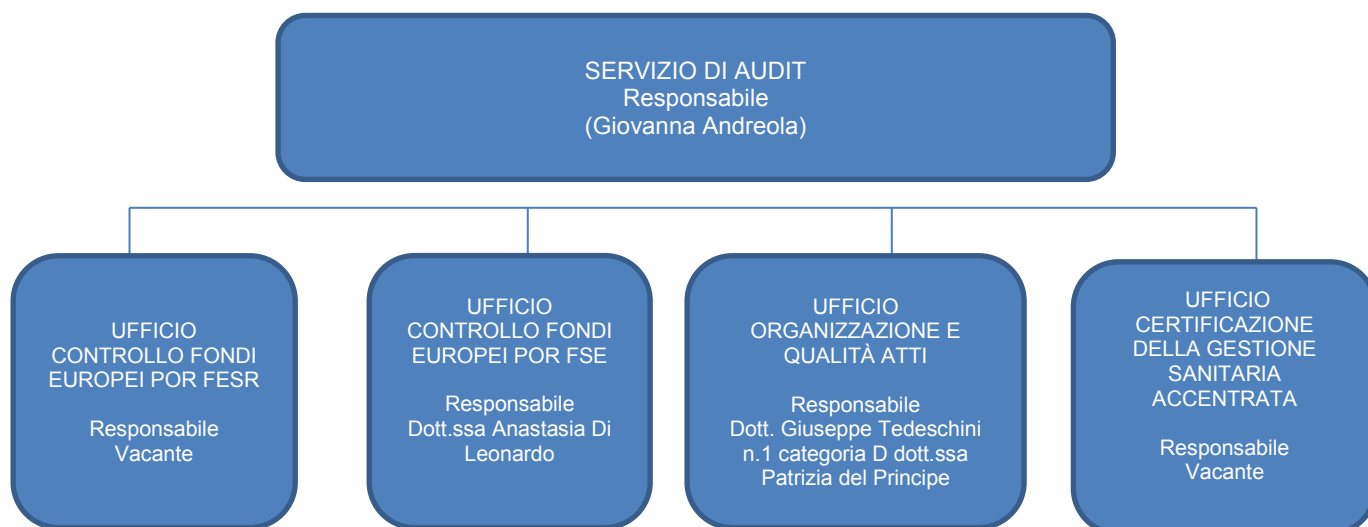 SERVIZIO DI AUDIT
Responsabile
(Giovanna Andreola)
UFFICIO
CONTROLLO FONDI
EUROPEI POR FESR
Responsabile
Vacante
UFFICIO
CONTROLLO FONDI
EUROPEI POR FSE
Responsabile
Dott.ssa Anastasia Di
Leonardo
UFFICIO
ORGANIZZAZIONE E
QUALITÀ ATTI
Responsabile
Dott. Giuseppe Tedeschini
n.1 categoria D dott.ssa
Patrizia del Principe
UFFICIO
CERTIFICAZIONE
DELLA GESTIONE
SANITARIA
ACCENTRATA
Responsabile
Vacante